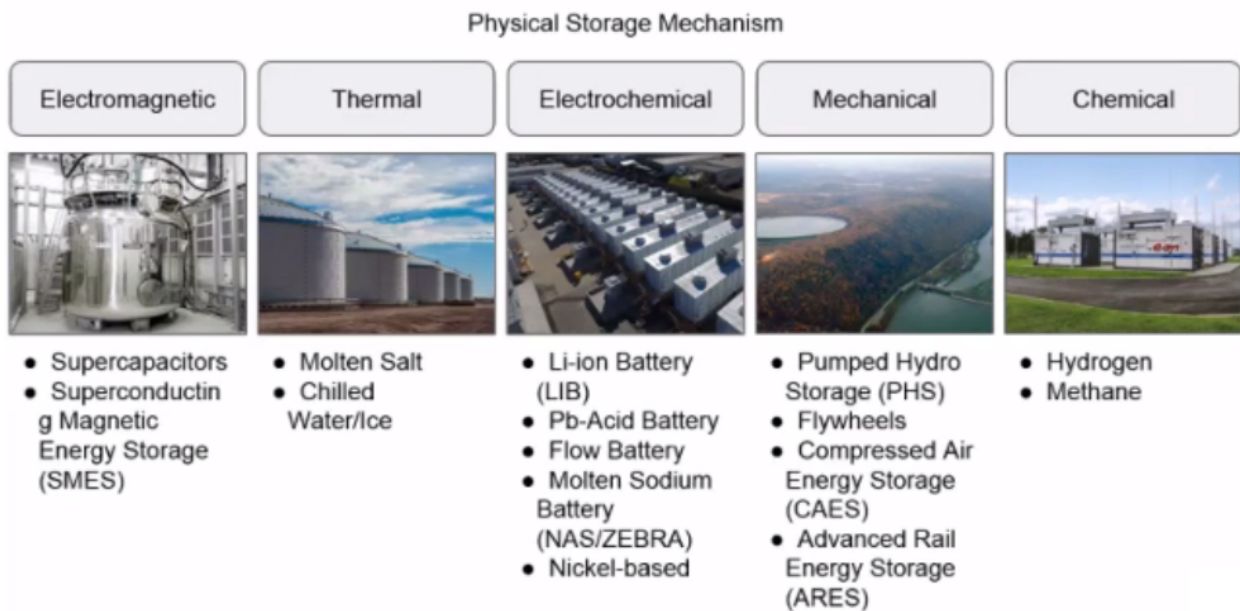 Physical Storage Mechanism
Electromagnetic
Thermal
Electrochemical
Mechanical
Chemical
● Supercapacitors
● Superconductin
g Magnetic
Energy Storage
(SMES)
● Molten Salt
● Chilled
Water/Ice
● Li-ion Battery
(LIB)
● Pb-Acid Battery
● Flow Battery
● Molten Sodium
Battery
(NAS/ZEBRA)
● Nickel-based
● Pumped Hydro
Storage (PHS)
● Flywheels
● Compressed Air
Energy Storage
(CAES)
● Advanced Rail
Energy Storage
(ARES)
e·on
● Hydrogen
● Methane